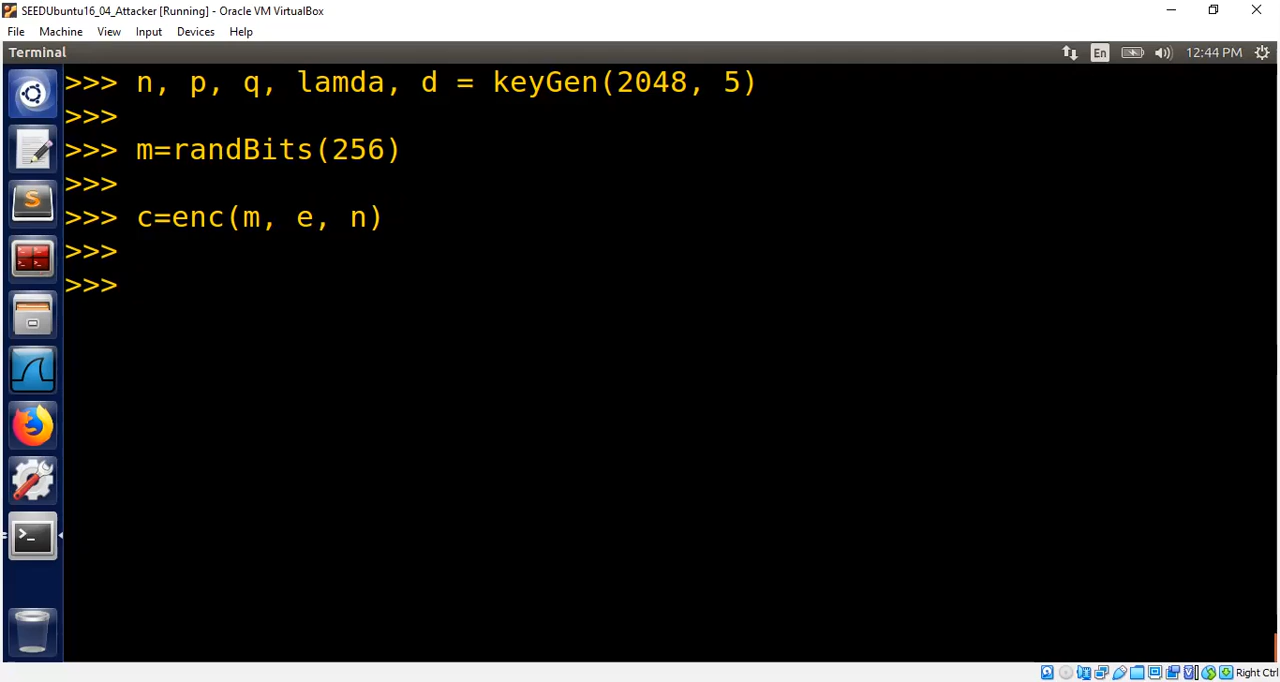 SEEDUbuntu16_04_Attacker [Running] - Oracle VM VirtualBox
File Machine View Input Devices Help
Terminal En 12:44 PM
>>> n, p, q, lamda, d = keyGen(2048, 5)
>>>
>>> m=randBits(256)
>>>
>>> c=enc(m, e, n)
>>>
>>>
Right Ctrl